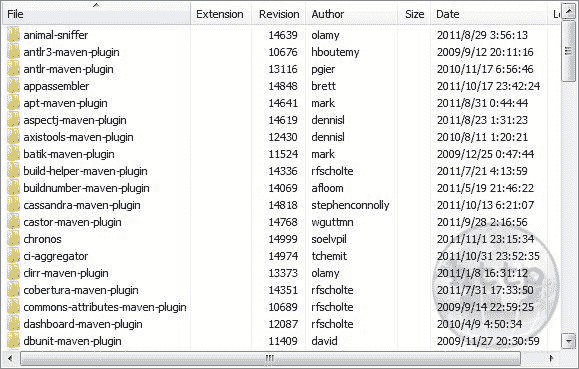 File Extension Revision Author Size Date
animal-sniffer 14639 olamy 2011/8/29 3:56:13
antlr3-maven-plugin 10676 hboutemy 2009/9/12 20:11:16
antlr-maven-plugin 13116 pgier 2010/11/17 6:56:46
appassembler 14848 brett 2011/10/17 23:42:24
apt-maven-plugin 14641 mark 2011/8/31 0:44:44
aspectj-maven-plugin 14619 dennisl 2011/8/23 1:31:23
axistools-maven-plugin 12430 dennisl 2010/8/11 1:20:21
batik-maven-plugin 11524 mark 2009/12/25 0:47:44
build-helper-maven-plugin 14336 rfscholte 2011/7/21 4:13:59
buildnumber-maven-plugin 14069 afloom 2011/5/19 21:46:22
cassandra-maven-plugin 14818 stephenconnolly 2011/10/13 6:21:07
castor-maven-plugin 14768 wguttmn 2011/9/28 2:16:56
chronos 14999 soelvpil 2011/11/1 23:15:34
ci-aggregator 14974 tchemit 2011/10/31 23:52:35
clirr-maven-plugin 13373 olamy 2011/1/8 16:31:12
cobertura-maven-plugin 14351 rfscholte 2011/7/31 17:33:50
commons-attributes-maven-plugin 10689 rfscholte 2009/9/14 22:59:25
dashboard-maven-plugin 12087 rfscholte 2010/4/9 4:50:34
dbunit-maven-plugin 11409 david 2009/11/27 20:30:59